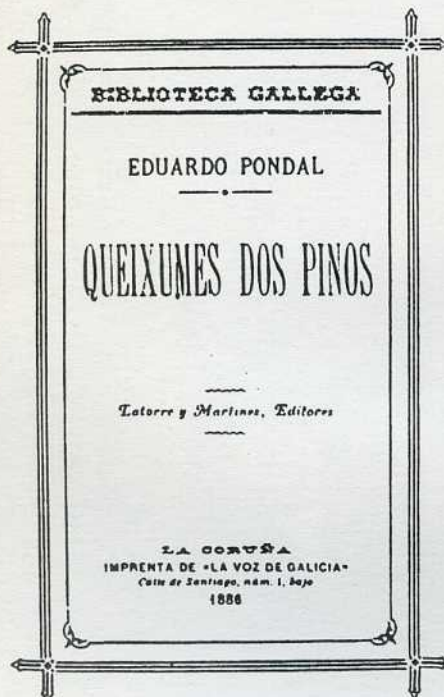 BIBLIOTECA GALLEGA
EDUARDO PONDAL
QUEIXUMES DOS PINOS
Latorre y Martinez, Editores
LA CORUÑA
IMPRENTA DE «LA VOZ DE GALICIA»
Calle de Santiago, núm. 1, bajo
1886